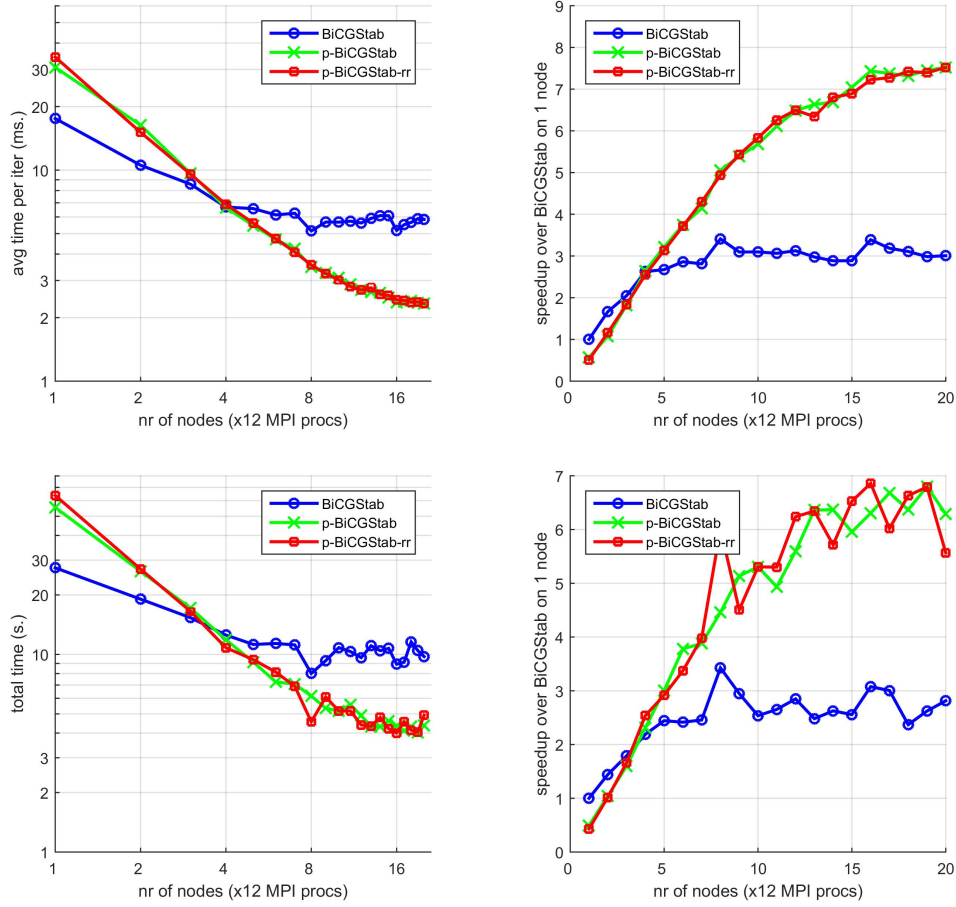 avg time per iter (ms.)
30
20
10
5
3
2
1
1
2
4
8
16
nr of nodes (x12 MPI procs)
BiCGStab
p-BiCGStab
p-BiCGStab-rr
speedup over BiCGStab on 1 node
9
8
7
6
5
4
3
2
1
0
0
5
10
15
20
nr of nodes (x12 MPI procs)
BiCGStab
p-BiCGStab
p-BiCGStab-rr
total time (s.)
30
20
10
5
3
2
1
1
2
4
8
16
nr of nodes (x12 MPI procs)
BiCGStab
p-BiCGStab
p-BiCGStab-rr
speedup over BiCGStab on 1 node
7
6
5
4
3
2
1
0
0
5
10
15
20
nr of nodes (x12 MPI procs)
BiCGStab
p-BiCGStab
p-BiCGStab-rr